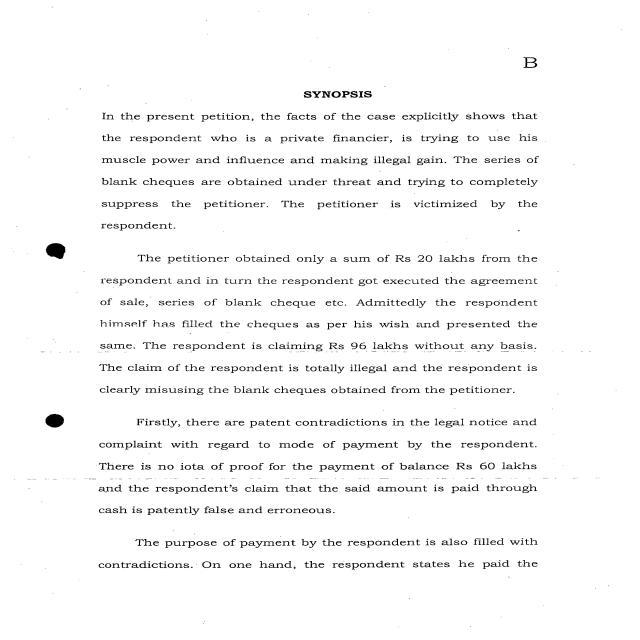 B
SYNOPSIS
In the present petition, the facts of the case explicitly shows that
the respondent who is a private financier, is trying to use his
muscle power and influence and making illegal gain. The series of
blank cheques are obtained under threat and trying to completely
suppress the petitioner. The petitioner is victimized by the
respondent.
The petitioner obtained only a sum of Rs 20 lakhs from the
respondent and in turn the respondent got executed the agreement
of sale, series of blank cheque etc. Admittedly the respondent
himself has filled the cheques as per his wish and presented the
same. The respondent is claiming Rs 96 lakhs without any basis.
The claim of the respondent is totally illegal and the respondent is
clearly misusing the blank cheques obtained from the petitioner.
Firstly, there are patent contradictions in the legal notice and
complaint with regard to mode of payment by the respondent.
There is no iota of proof for the payment of balance Rs 60 lakhs
and the respondent's claim that the said amount is paid through
cash is patently false and erroneous.
The purpose of payment by the respondent is also filled with
contradictions. On one hand, the respondent states he paid the